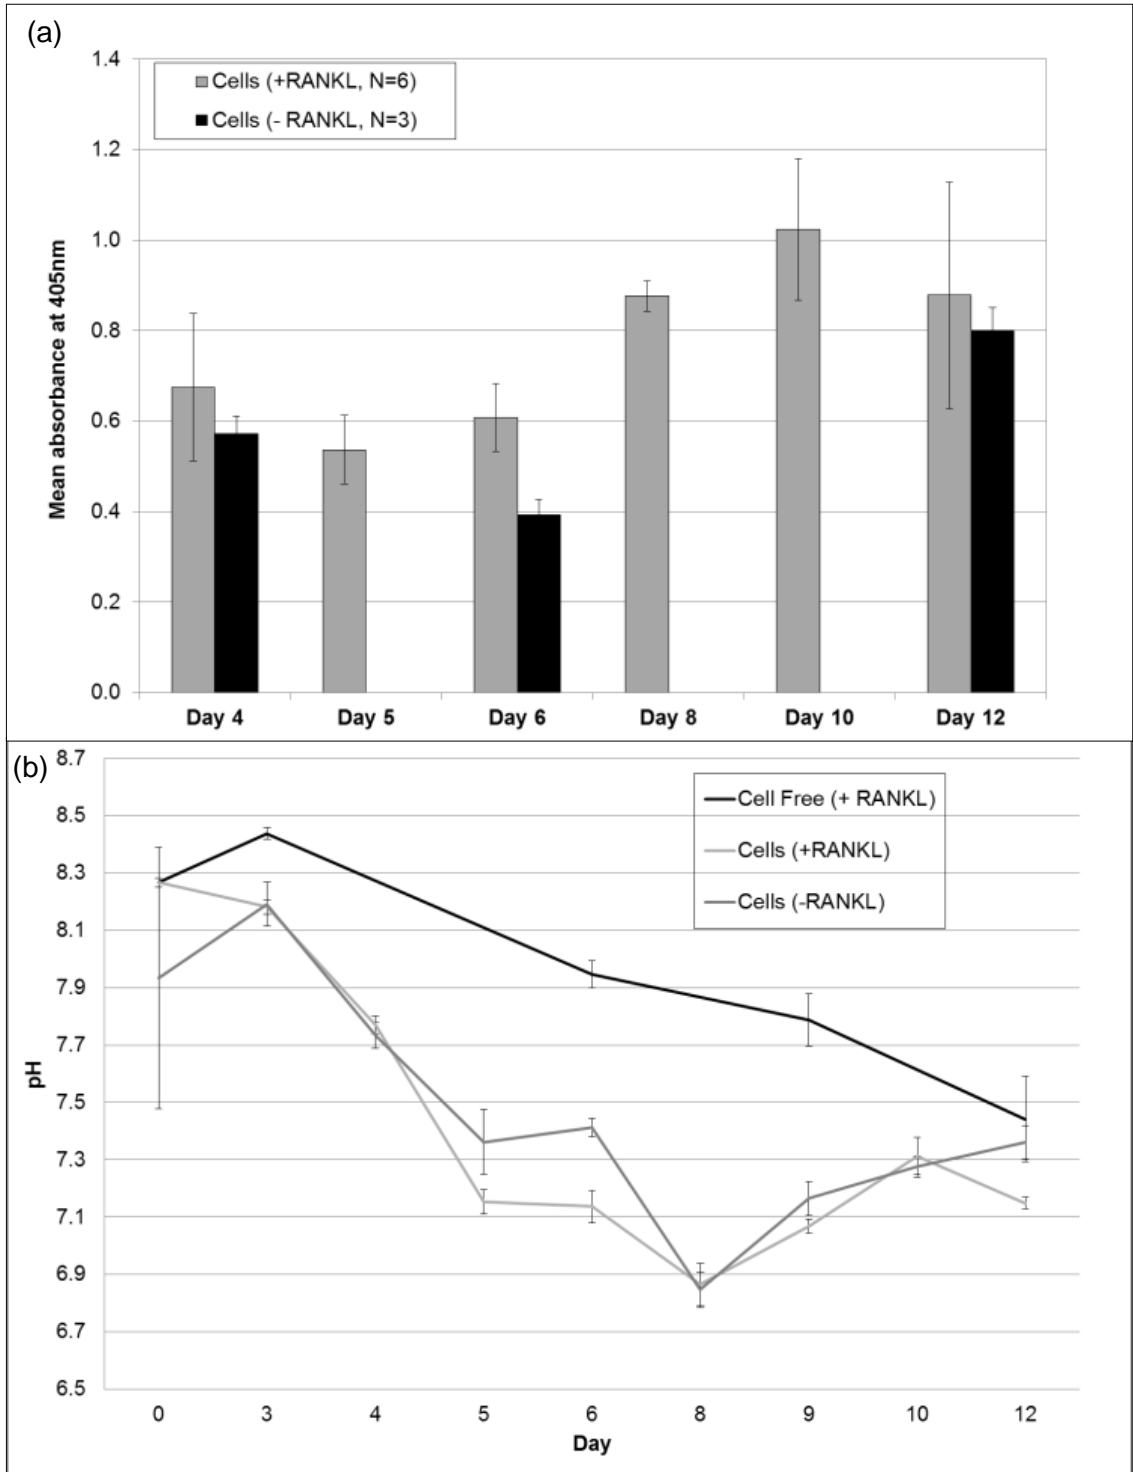 (a)
1.4
Cells (+RANKL, N=6)
Cells (- RANKL, N=3)
1.2
1.0
0.8
0.6
0.4
0.2
0.0
Mean absorbance at 405nm
Day 4 Day 5 Day 6 Day 8 Day 10 Day 12
(b)
8.7
Cell Free (+ RANKL)
Cells (+RANKL)
Cells (-RANKL)
8.5
8.3
8.1
7.9
7.7
7.5
7.3
7.1
6.9
6.7
6.5
pH
0 3 4 5 6 8 9 10 12
Day